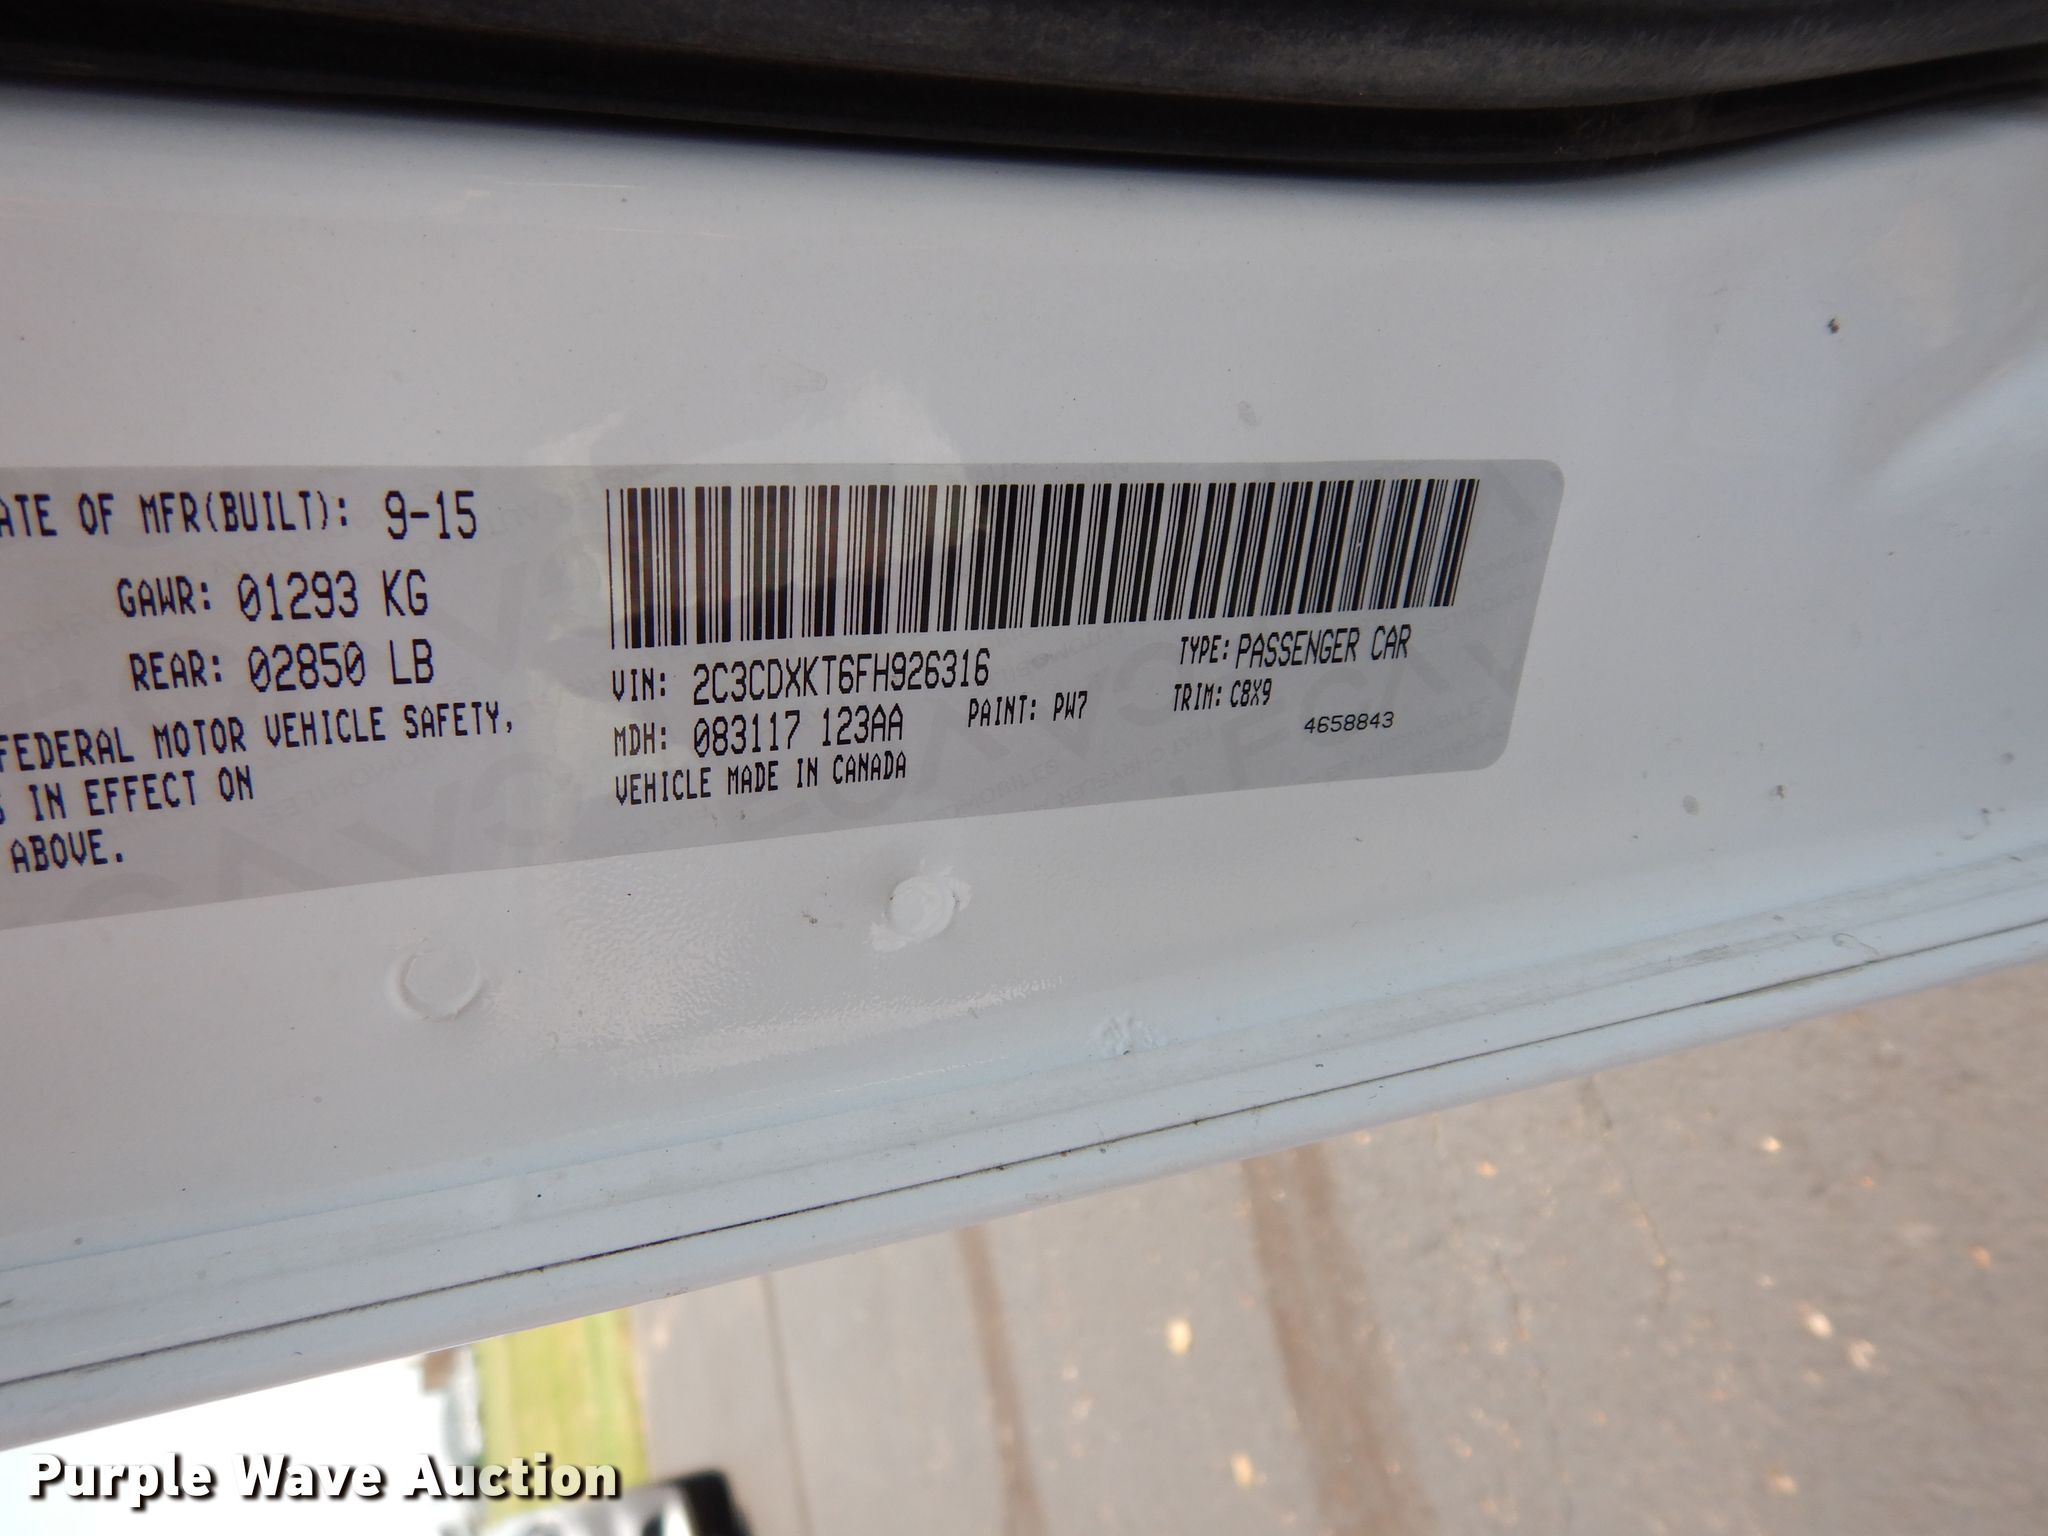 ATE OF MFR(BUILT): 9-15
GAWR: 01293 KG
REAR: 02850 LB
FEDERAL MOTOR VEHICLE SAFETY,
S IN EFFECT ON
ABOVE.
VIN: 2C3CDXKT6FH926316
TYPE: PASSENGER CAR
MDH: 083117 123AA
PAINT: PW7
TRIM: C8X9
VEHICLE MADE IN CANADA
4658843
Purple Wave Auction